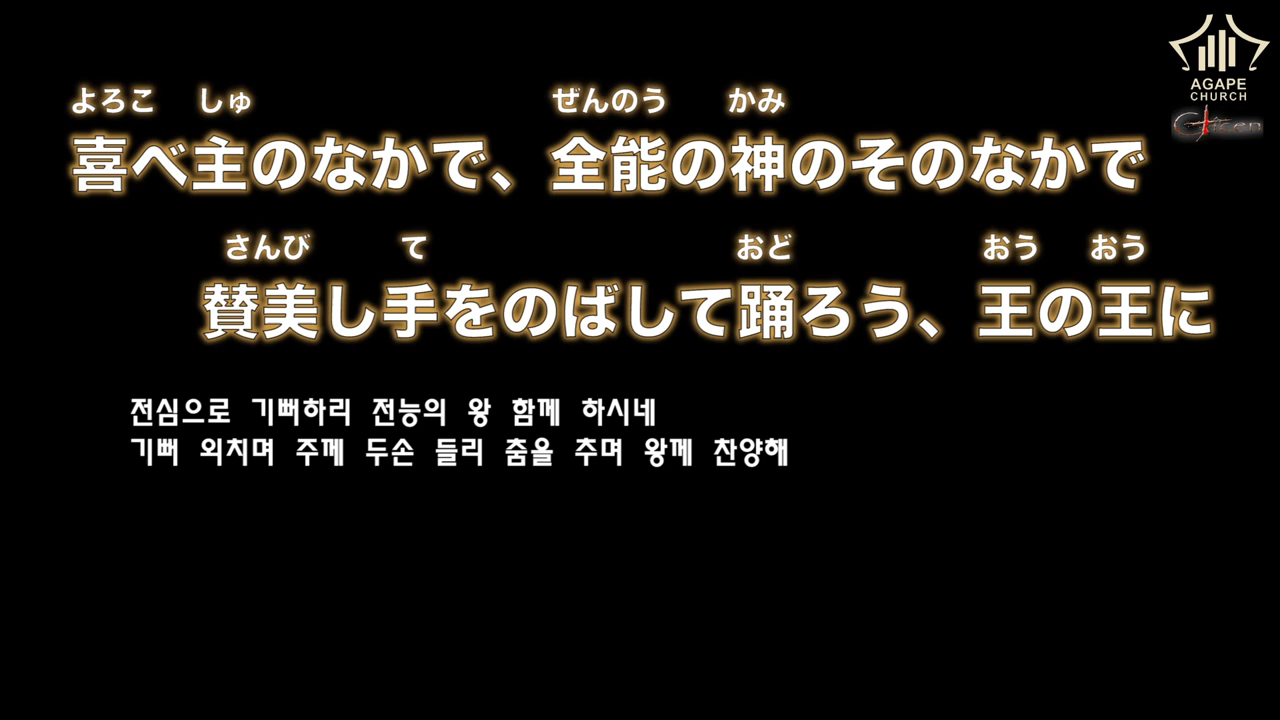 よろこ しゅ ぜんのう かみ
喜べ主のなかで、全能の神のそのなかで
さんび て おど おう おう
賛美し手をのばして踊ろう、王の王に
전심으로 기뻐하리 전능의 왕 함께 하시네
기뻐 외치며 주께 두손 들리 춤을 추며 왕께 찬양해
AGAPE
CHURCH